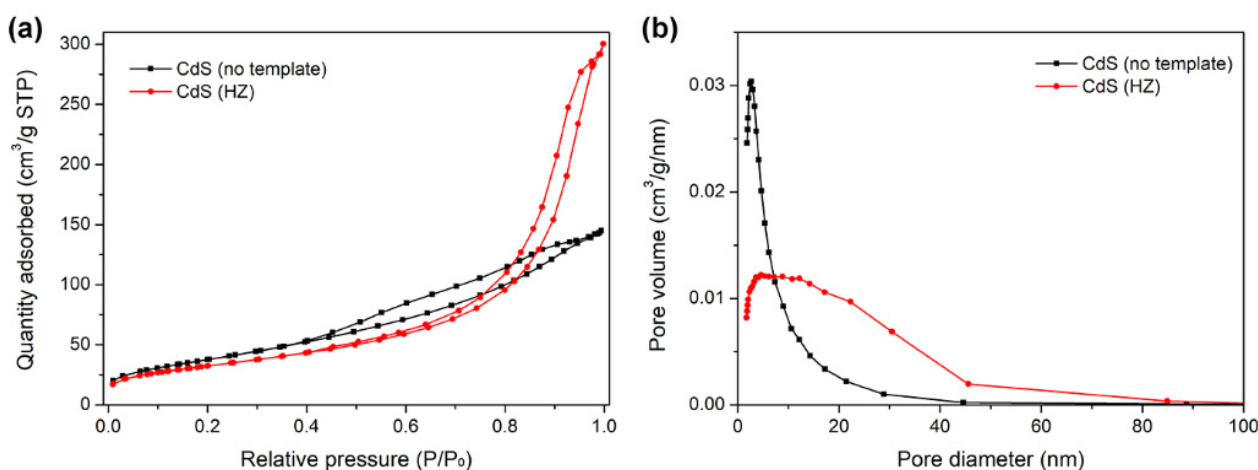 (a)
CdS (no template)
CdS (HZ)
300
250
200
150
100
50
0
0.0 0.2 0.4 0.6 0.8 1.0
Quantity adsorbed (cm³/g STP)
Relative pressure (P/P₀)
(b)
CdS (no template)
CdS (HZ)
0.03
0.02
0.01
0.00
0 20 40 60 80 100
Pore volume (cm³/g/nm)
Pore diameter (nm)